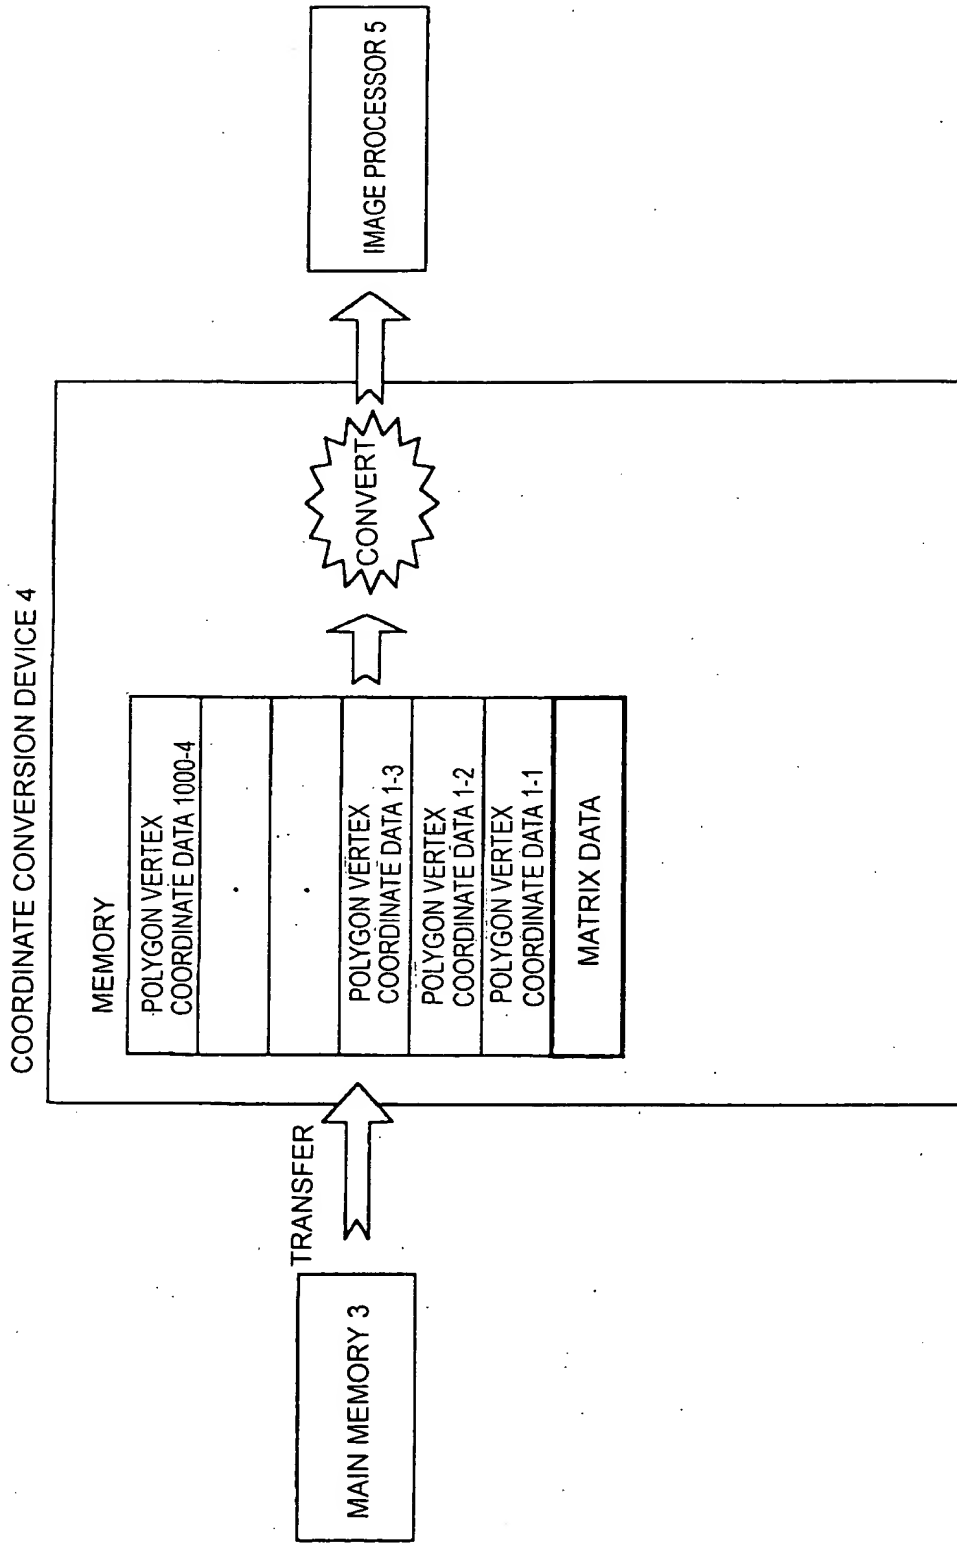 COORDINATE CONVERSION DEVICE 4
MEMORY
POLYGON VERTEX
COORDINATE DATA 1000-4
POLYGON VERTEX
COORDINATE DATA 1-3
POLYGON VERTEX
COORDINATE DATA 1-2
POLYGON VERTEX
COORDINATE DATA 1-1
MATRIX DATA
MAIN MEMORY 3
TRANSFER
CONVERT
IMAGE PROCESSOR 5